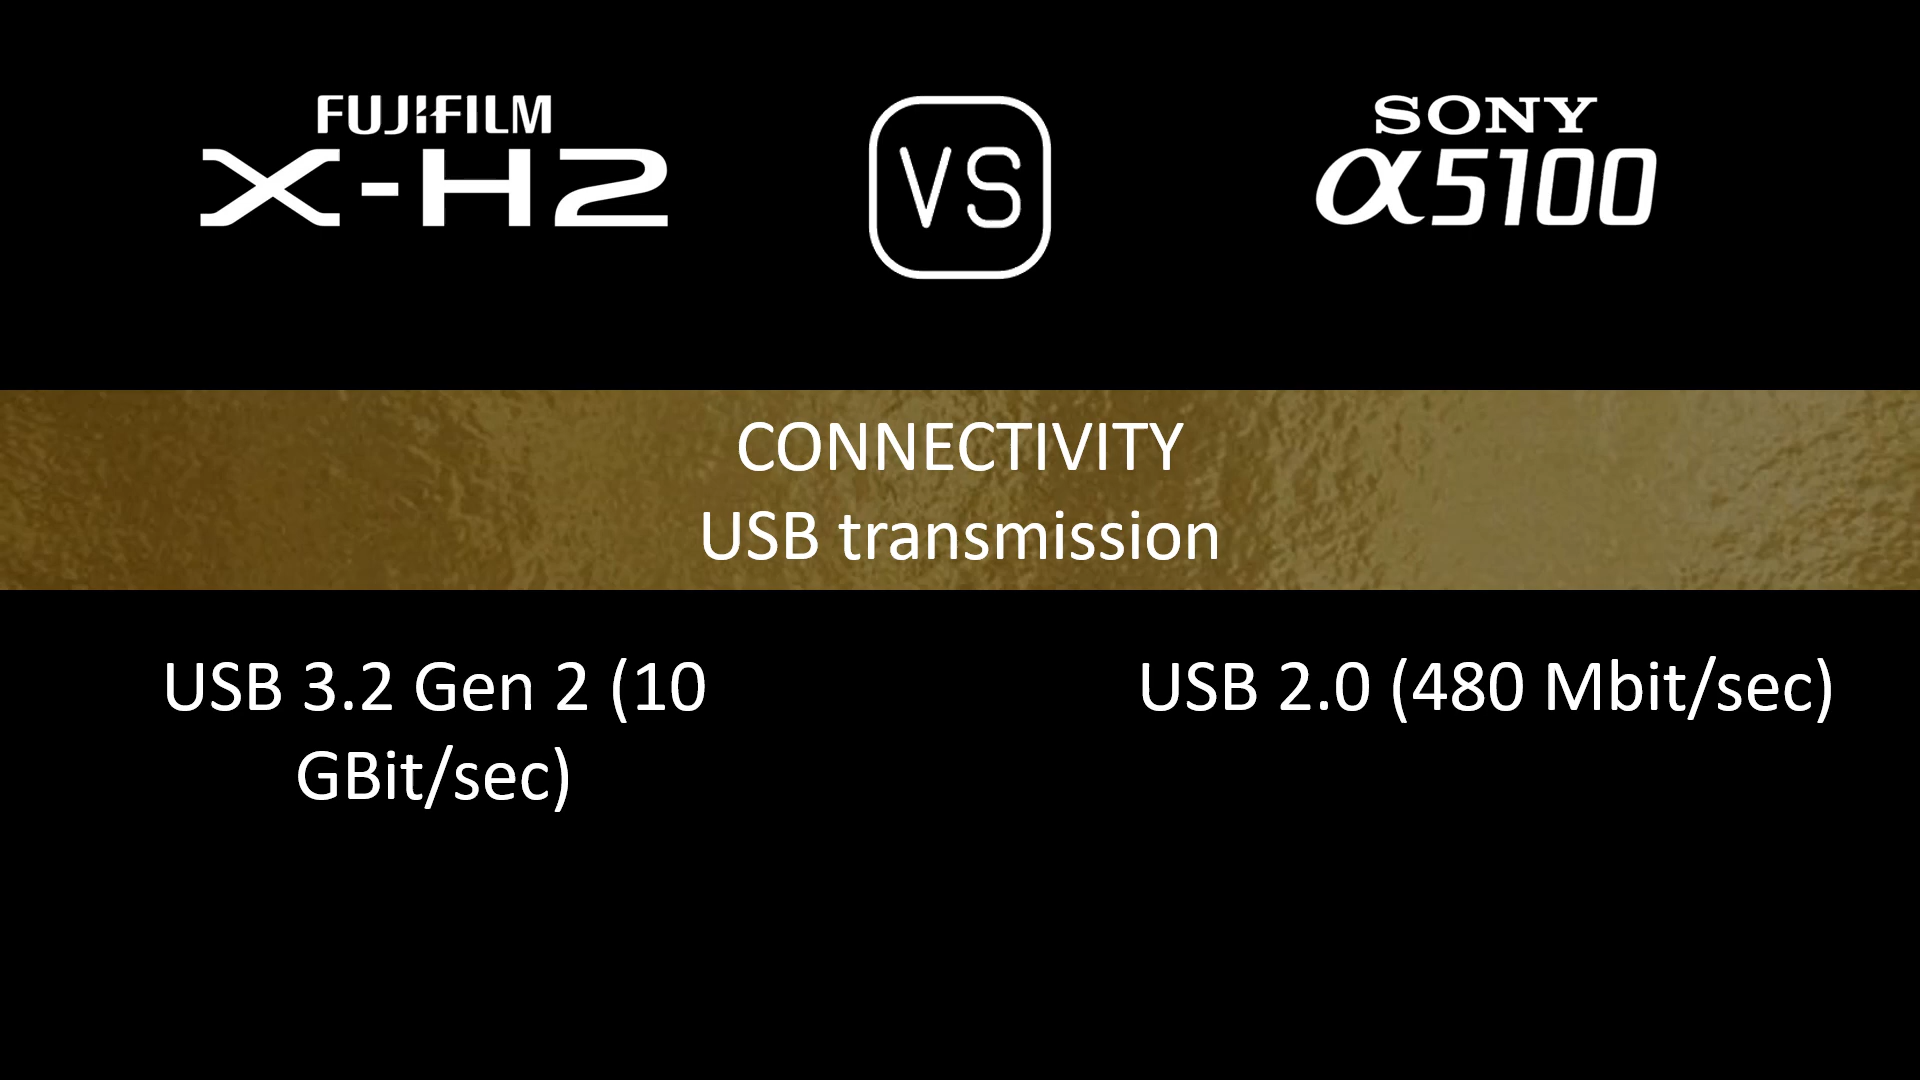 FUJIFILM
X-H2
VS
SONY
α5100
CONNECTIVITY
USB transmission
USB 3.2 Gen 2 (10
GBit/sec)
USB 2.0 (480 Mbit/sec)